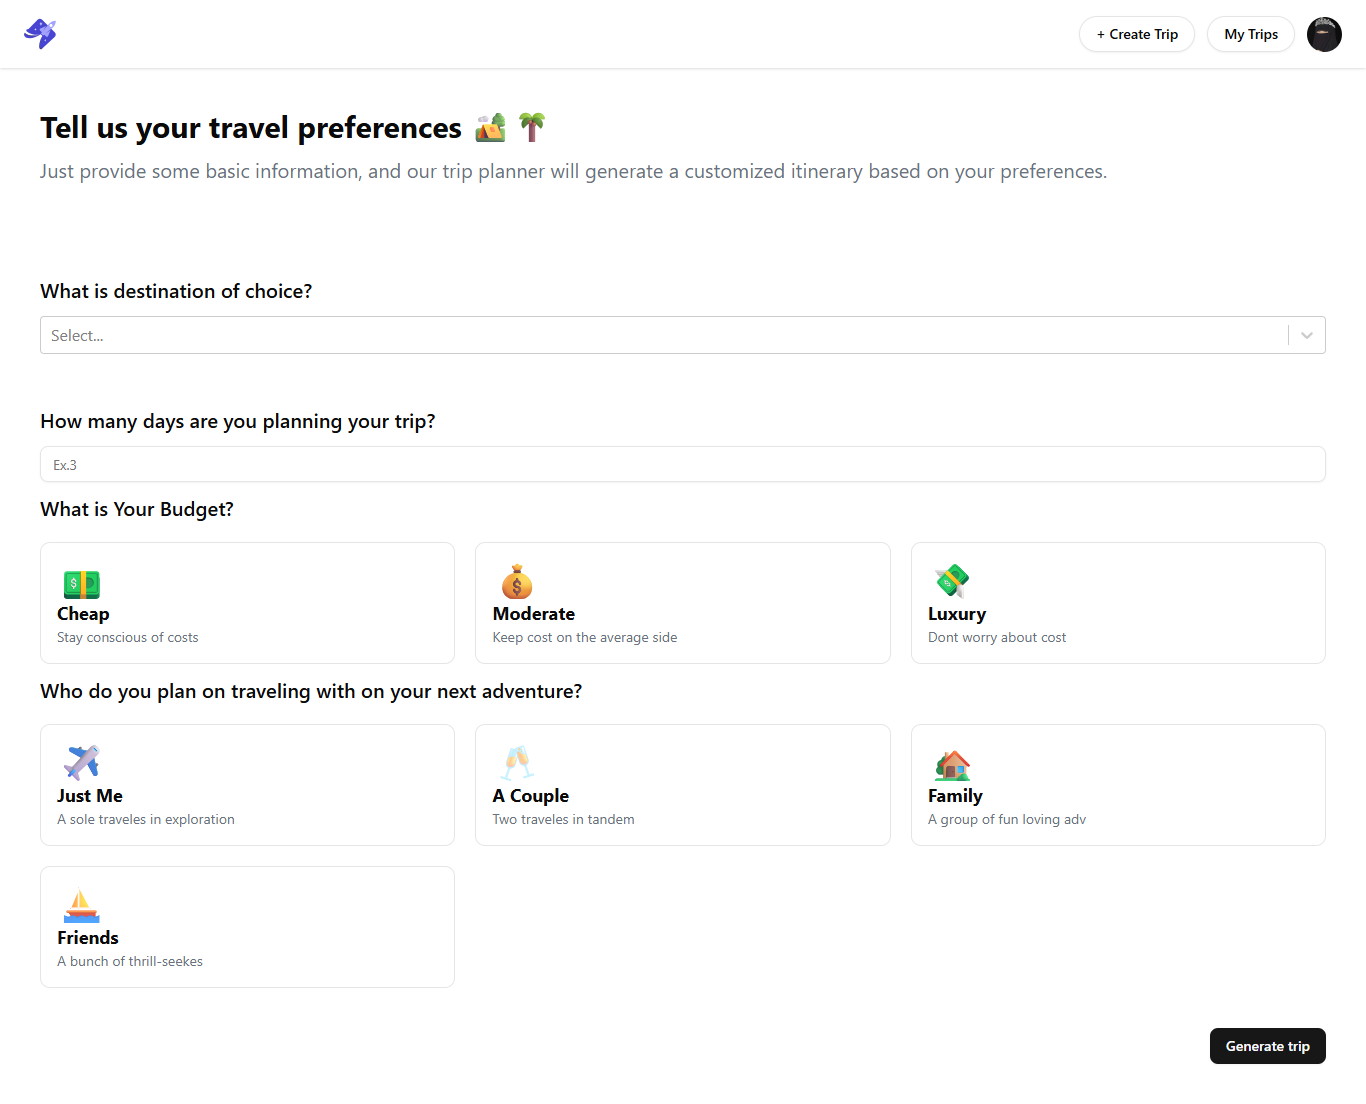 + Create Trip
My Trips
Tell us your travel preferences 🏕️ 🌴
Just provide some basic information, and our trip planner will generate a customized itinerary based on your preferences.
What is destination of choice?
Select...
How many days are you planning your trip?
Ex.3
What is Your Budget?
Cheap
Stay conscious of costs
Moderate
Keep cost on the average side
Luxury
Dont worry about cost
Who do you plan on traveling with on your next adventure?
Just Me
A sole traveles in exploration
A Couple
Two traveles in tandem
Family
A group of fun loving adv
Friends
A bunch of thrill-seekes
Generate trip